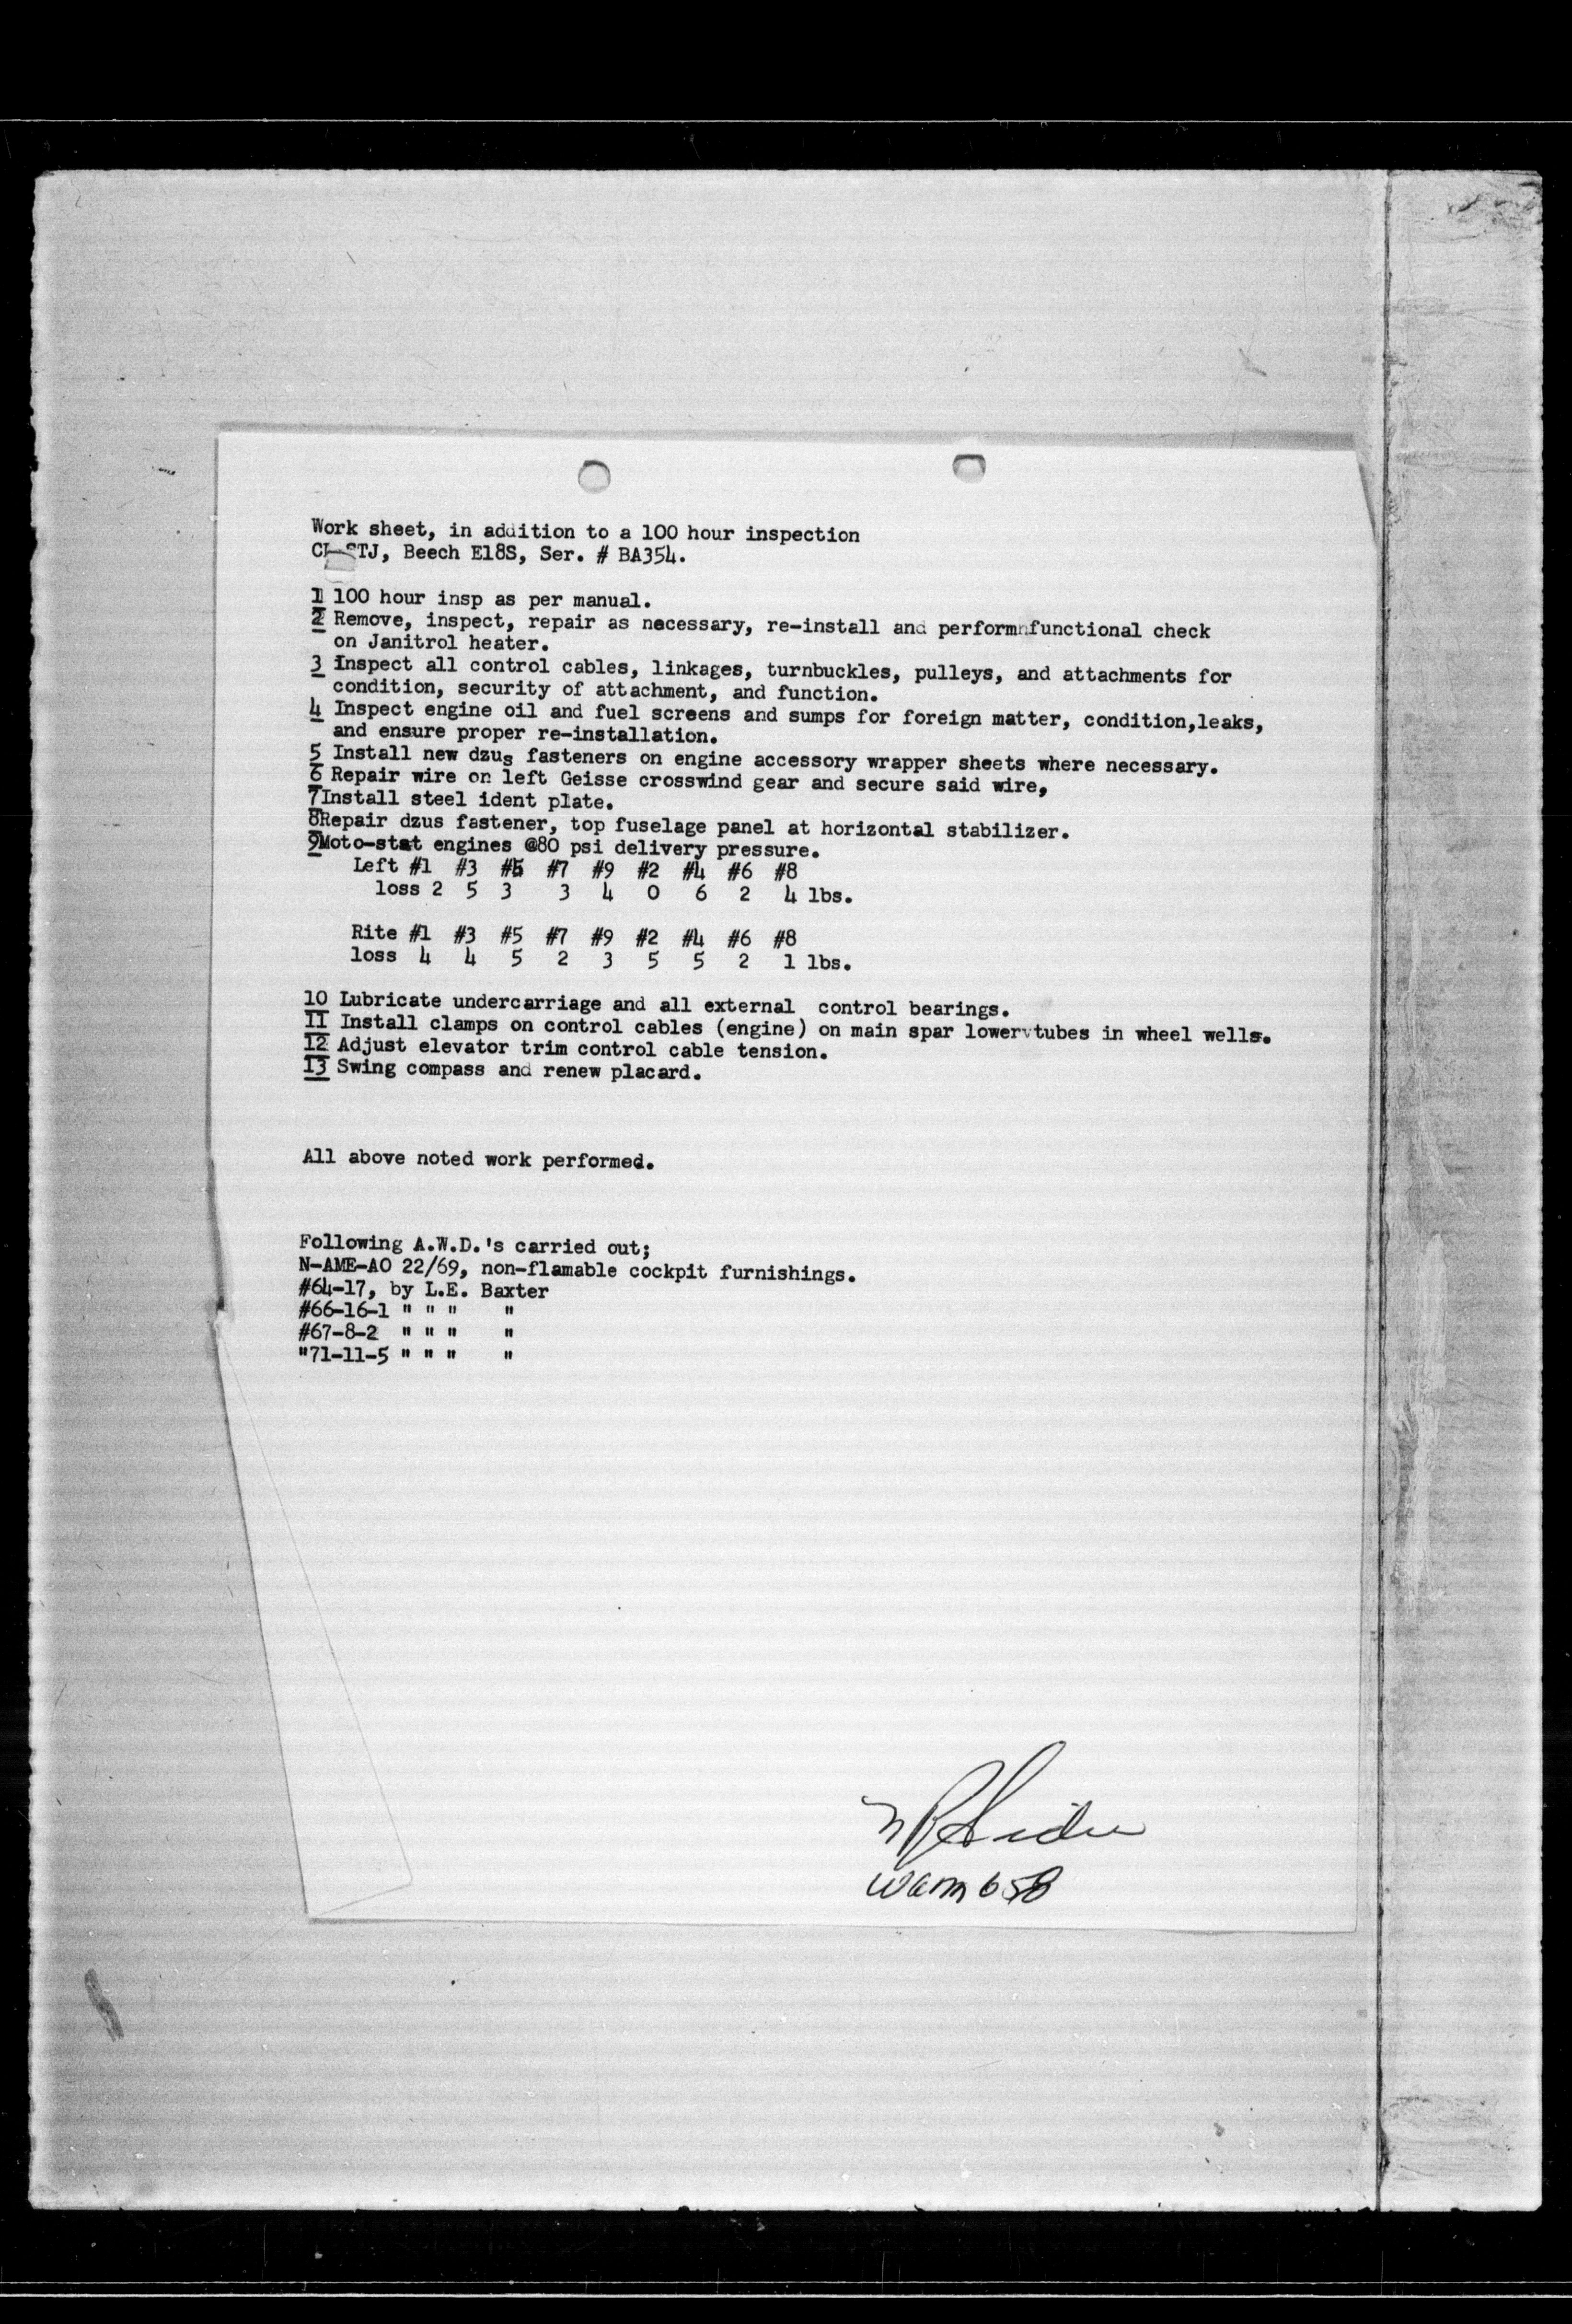 Work sheet, in addition to a 100 hour inspection
STJ, Beech E18S, Ser. # BA354.
1 100 hour insp as per manual.
2 Remove, inspect, repair as necessary, re-install and perform functional check
on Janitrol heater.
3 Inspect all control cables, linkages, turnbuckles, pulleys, and attachments for
condition, security of attachment, and function.
4 Inspect engine oil and fuel screens and sumps for foreign matter, condition,leaks,
and ensure proper re-installation.
5 Install new dzus fasteners on engine accessory wrapper sheets where necessary.
6 Repair wire on left Geisse crosswind gear and secure said wire,
7Install steel ident plate.
8Repair dzus fastener, top fuselage panel at horizontal stabilizer.
9Moto-stat engines @80 psi delivery pressure.
Left #1 #3 #5 #7 #9 #2 #4 #6 #8
loss 2 5 3 3 4 0 6 2 4 lbs.
Rite #1 #3 #5 #7 #9 #2 #4 #6 #8
loss 4 4 5 2 3 5 5 2 1 lbs.
10 Lubricate undercarriage and all external control bearings.
11 Install clamps on control cables (engine) on main spar lower tubes in wheel wells.
12 Adjust elevator trim control cable tension.
13 Swing compass and renew placard.
All above noted work performed.
Following A.W.D.'s carried out;
N-AME-AO 22/69, non-flamable cockpit furnishings.
#64-17, by L.E. Baxter
#66-16-1 " " " "
#67-8-2 " " " "
"71-11-5 " " " "
658